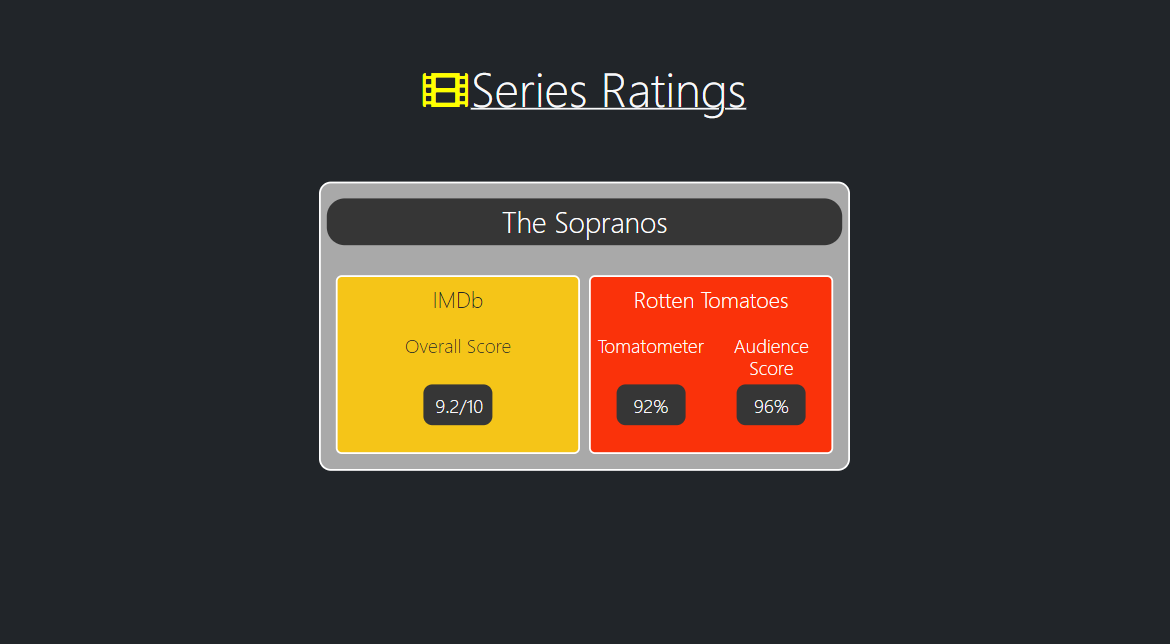 Series Ratings
The Sopranos
IMDb
Overall Score
9.2/10
Rotten Tomatoes
Tomatometer
92%
Audience
Score
96%